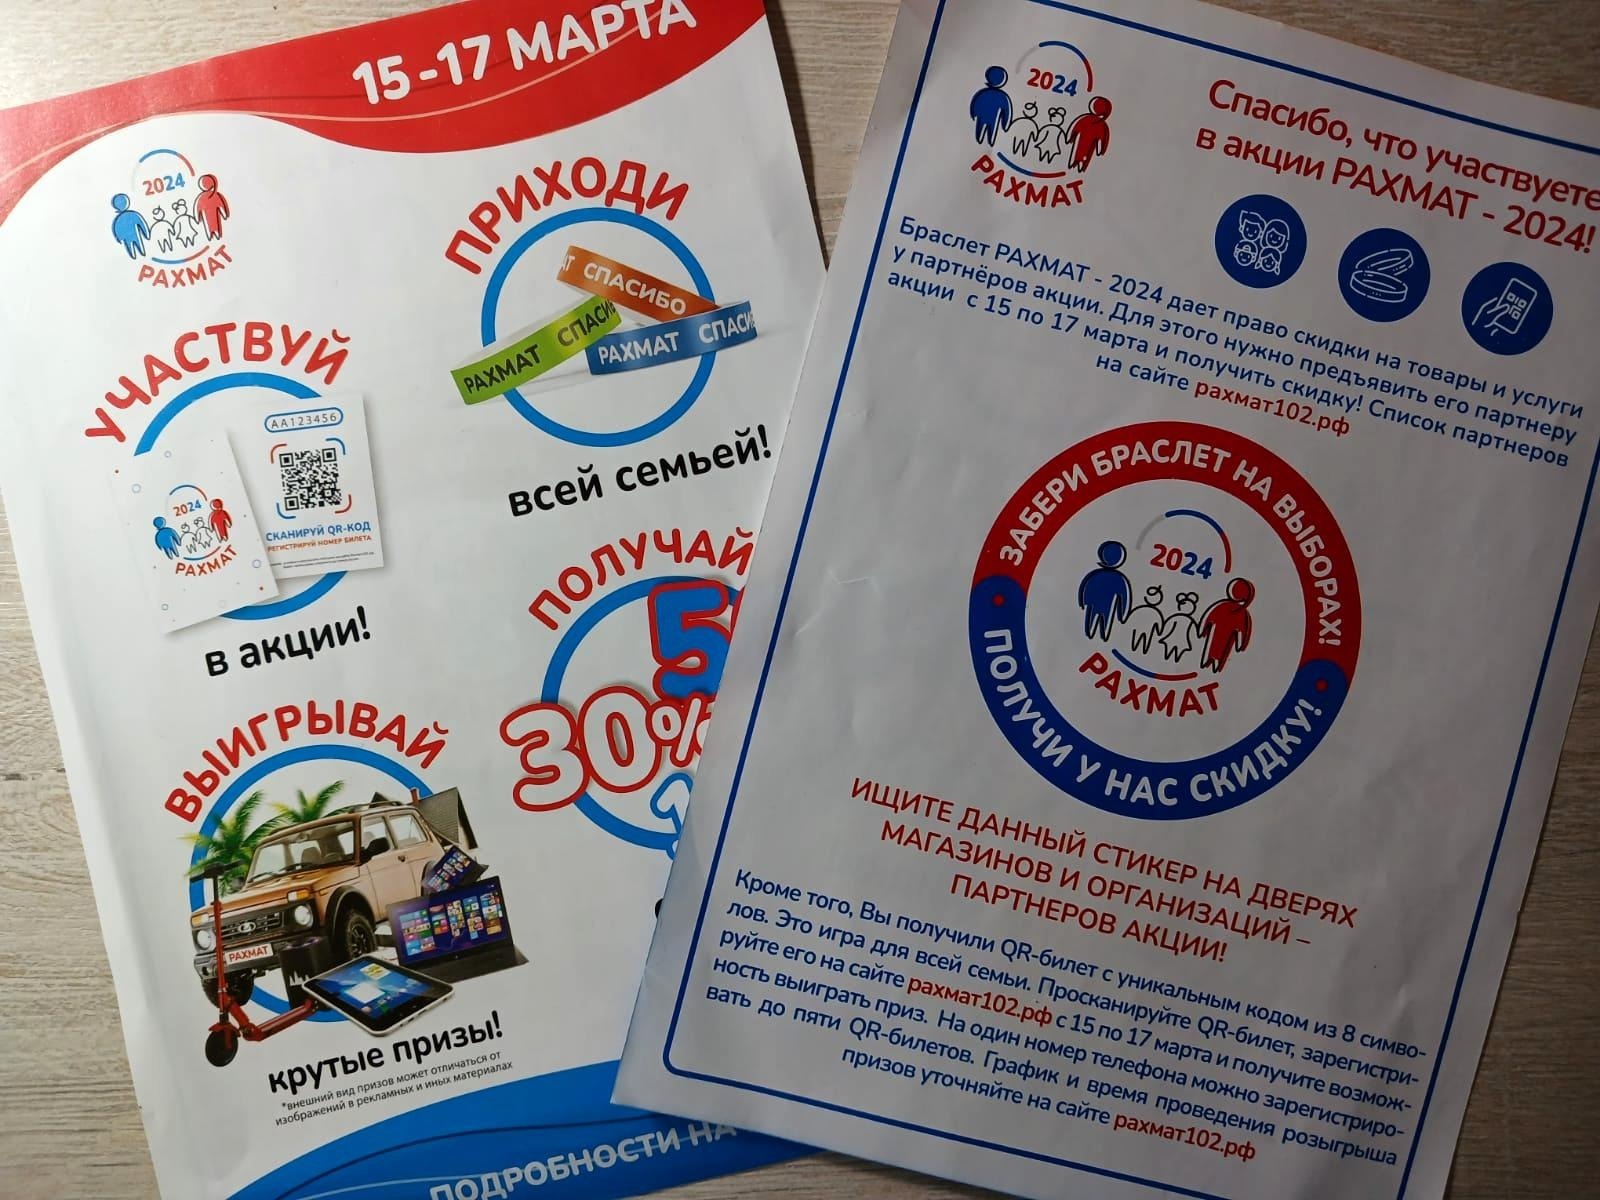 15-17 МАРТА
2024
РАХМАТ
ПРИХОДИ
СПАСИБО
РАХМАТ СПАСИ
РАХМАТ СПАСИ
всей семьей!
УЧАСТВУЙ
АА123456
2024
РАХМАТ
СКАНИРУЙ QR-КОД
РЕГИСТРИРУЙ НОМЕР БИЛЕТА
в акции!
ПОЛУЧАЙ
5
30%
ВЫИГРЫВАЙ
РАХМАТ
крутые призы!
*внешний вид призов может отличаться от
изображений в рекламных и иных материалах
ПОДРОБНОСТИ НА
2024
РАХМАТ
Спасибо, что участвуете
в акции РАХМАТ - 2024!
Браслет РАХМАТ - 2024 дает право скидки на товары и услуги
у партнёров акции. Для этого нужно предъявить его партнеру
акции с 15 по 17 марта и получить скидку! Список партнеров
на сайте рахмат102.рф
ЗАБЕРИ БРАСЛЕТ НА ВЫБОРАХ!
2024
РАХМАТ
ПОЛУЧИ У НАС СКИДКУ!
ИЩИТЕ ДАННЫЙ СТИКЕР НА ДВЕРЯХ
МАГАЗИНОВ И ОРГАНИЗАЦИЙ –
ПАРТНЕРОВ АКЦИИ!
Кроме того, Вы получили QR-билет с уникальным кодом из 8 симво-
лов. Это игра для всей семьи. Просканируйте QR-билет, зарегистри-
руйте его на сайте рахмат102.рф с 15 по 17 марта и получите возмож-
ность выиграть приз. На один номер телефона можно зарегистриро-
вать до пяти QR-билетов. График и время проведения розыгрыша
призов уточняйте на сайте рахмат102.рф